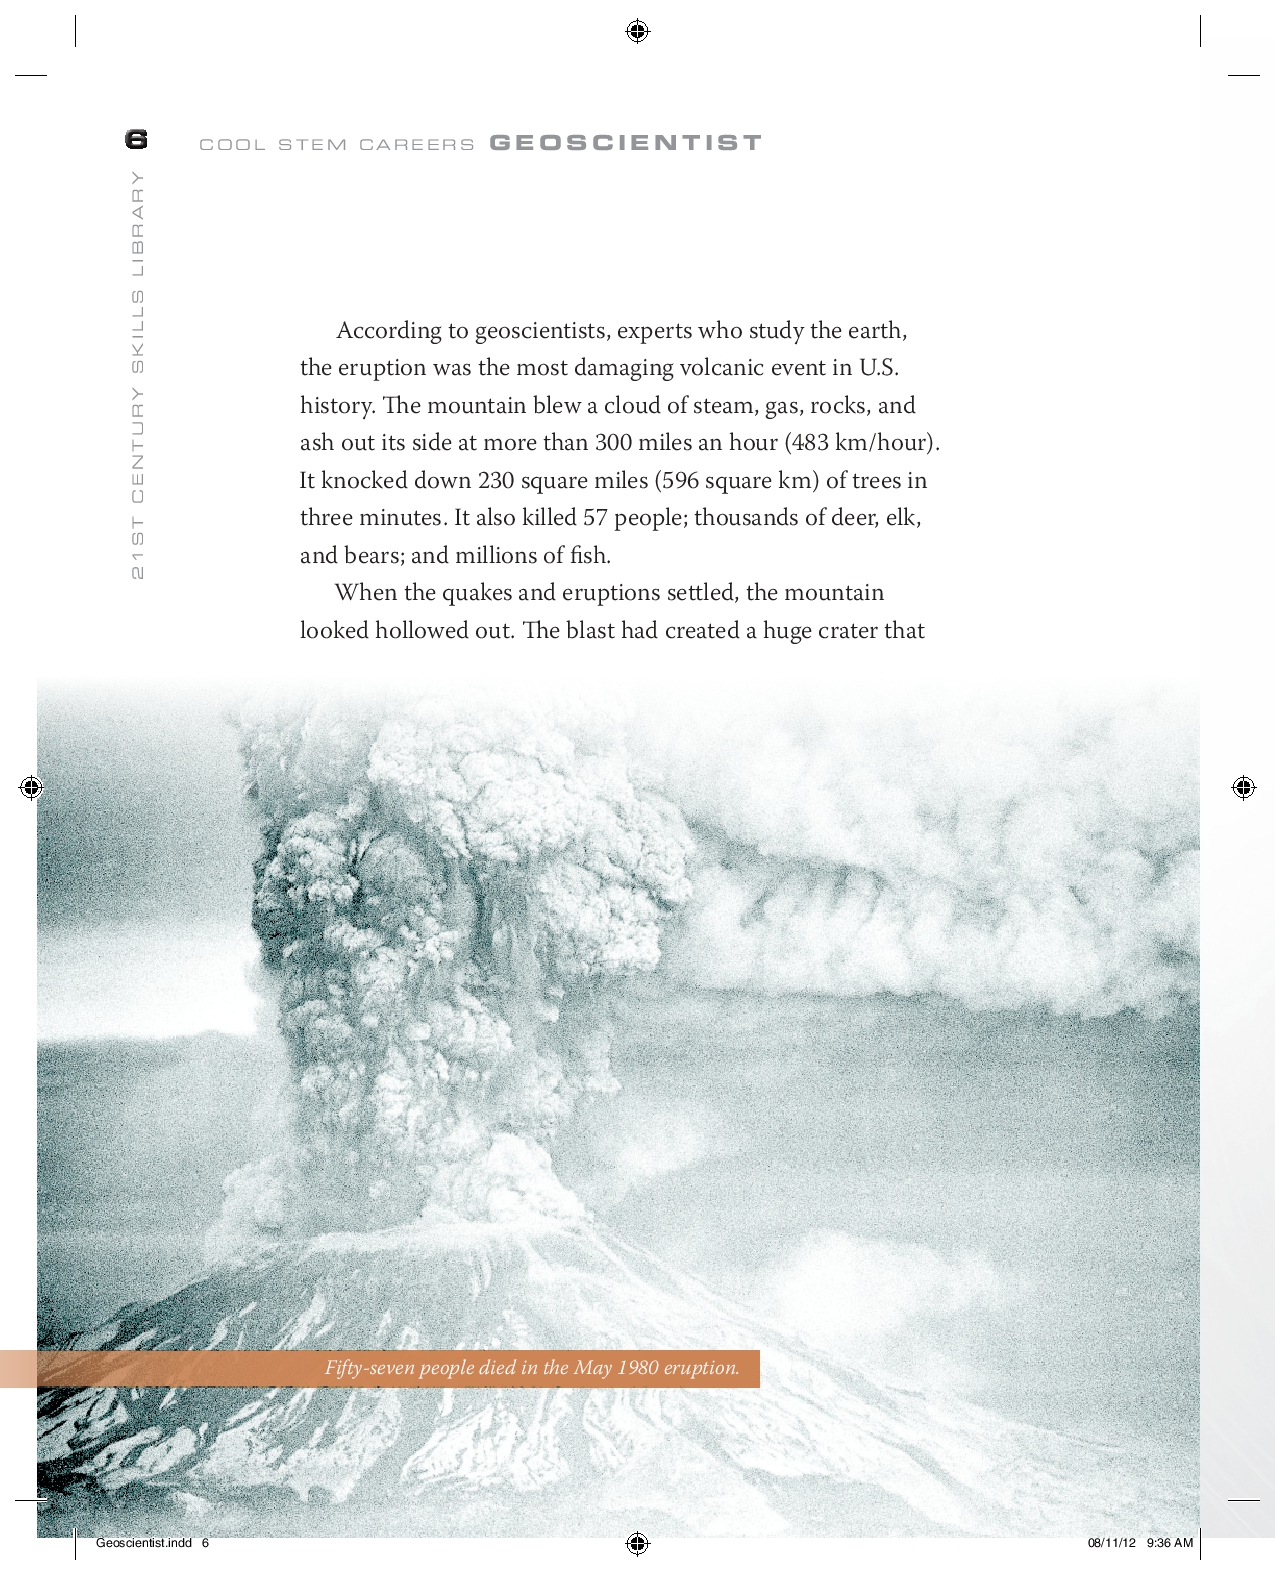 6
COOL STEM CAREERS GEOSCIENTIST
21ST CENTURY SKILLS LIBRARY
According to geoscientists, experts who study the earth,
the eruption was the most damaging volcanic event in U.S.
history. The mountain blew a cloud of steam, gas, rocks, and
ash out its side at more than 300 miles an hour (483 km/hour).
It knocked down 230 square miles (596 square km) of trees in
three minutes. It also killed 57 people; thousands of deer, elk,
and bears; and millions of fish.
When the quakes and eruptions settled, the mountain
looked hollowed out. The blast had created a huge crater that
Fifty-seven people died in the May 1980 eruption.
Geoscientist.indd 6
08/11/12 9:36 AM